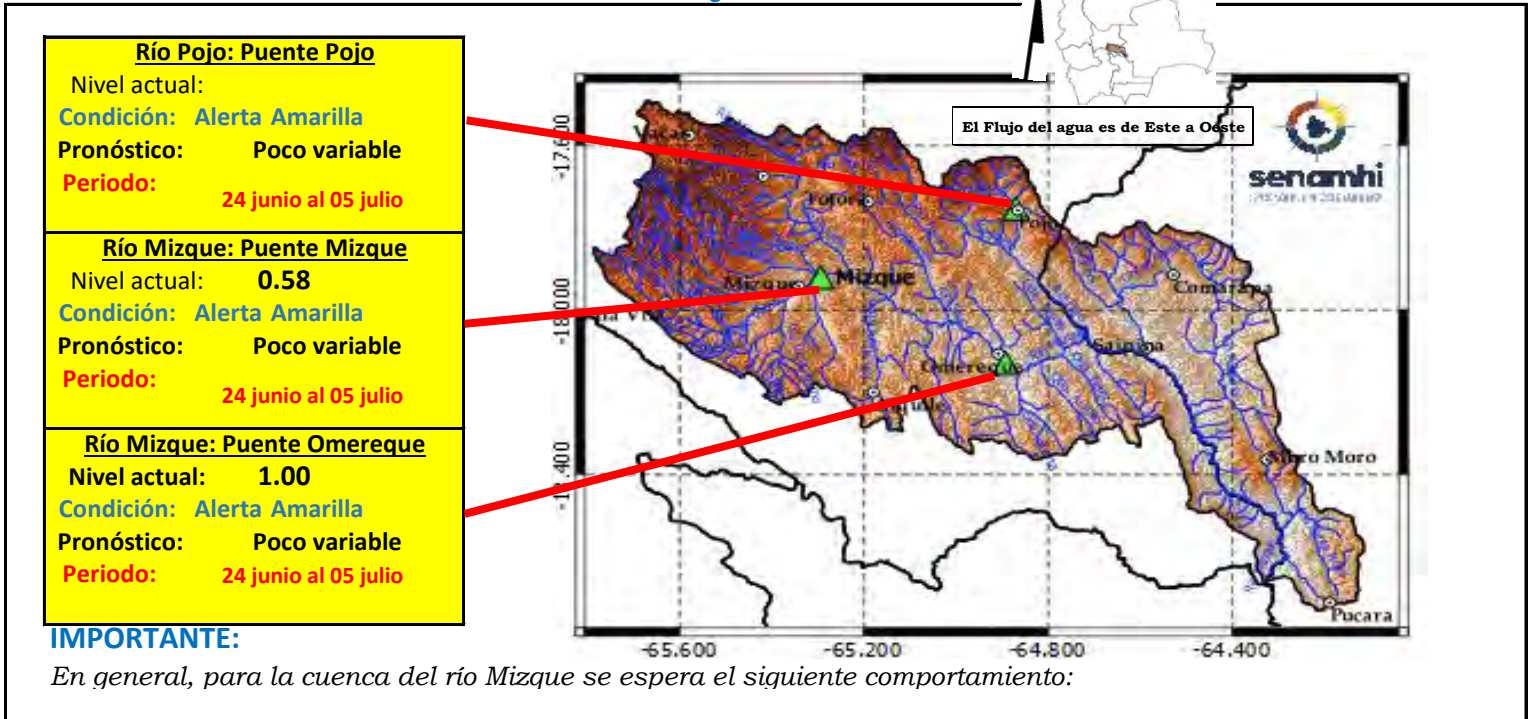 Río Pojo: Puente Pojo
Nivel actual:
Condición: Alerta Amarilla
Pronóstico: Poco variable
Periodo:
24 junio al 05 julio
Río Mizque: Puente Mizque
Nivel actual: 0.58
Condición: Alerta Amarilla
Pronóstico: Poco variable
Periodo:
24 junio al 05 julio
Río Mizque: Puente Omereque
Nivel actual: 1.00
Condición: Alerta Amarilla
Pronóstico: Poco variable
Periodo: 24 junio al 05 julio
El Flujo del agua es de Este a Oeste
senamhi
Vacas
Pojo
Mizque
Mizque
Comarapa
Saipina
Omereque
Moro
Pucara
-17.600
-18.000
-65.600
-65.200
-64.800
-64.400
IMPORTANTE:
En general, para la cuenca del río Mizque se espera el siguiente comportamiento: